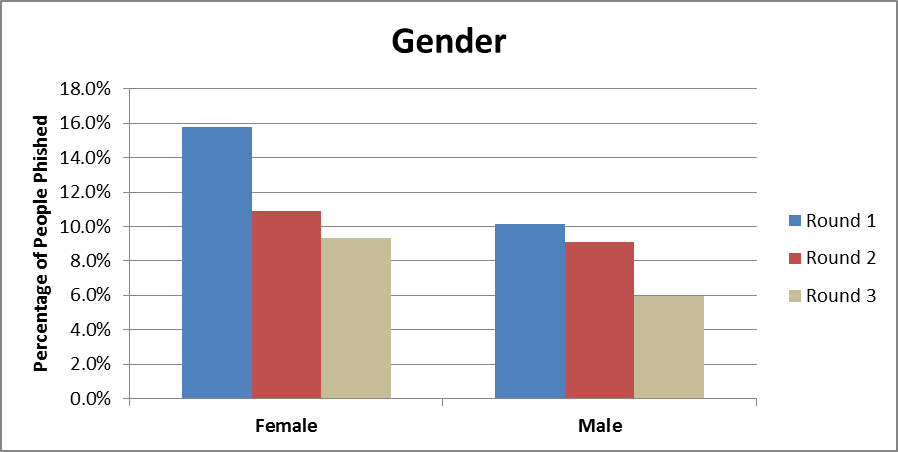 Gender
Percentage of People Phished
18.0%
16.0%
14.0%
12.0%
10.0%
8.0%
6.0%
4.0%
2.0%
0.0%
Female Male
Round 1
Round 2
Round 3